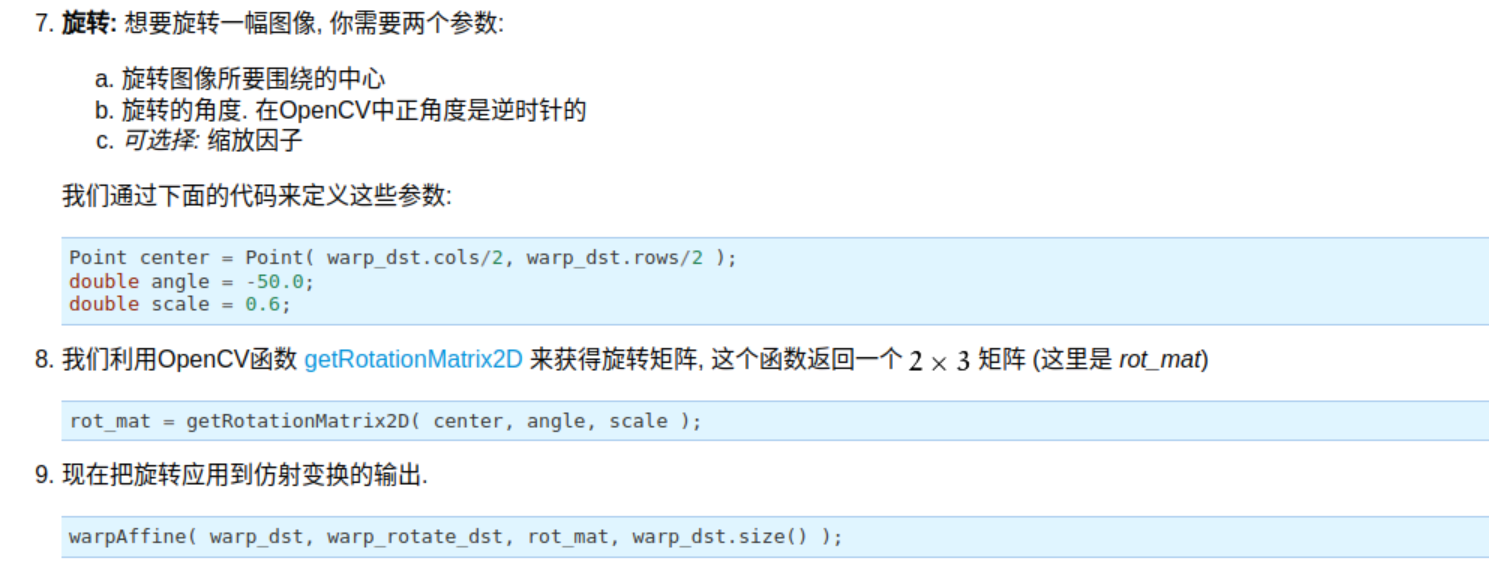 7. 旋转: 想要旋转一幅图像, 你需要两个参数:
a. 旋转图像所要围绕的中心
b. 旋转的角度. 在OpenCV中正角度是逆时针的
c. 可选择: 缩放因子
我们通过下面的代码来定义这些参数:
Point center = Point( warp_dst.cols/2, warp_dst.rows/2 );
double angle = -50.0;
double scale = 0.6;
8. 我们利用OpenCV函数 getRotationMatrix2D 来获得旋转矩阵, 这个函数返回一个 2 × 3 矩阵 (这里是 rot_mat)
rot_mat = getRotationMatrix2D( center, angle, scale );
9. 现在把旋转应用到仿射变换的输出.
warpAffine( warp_dst, warp_rotate_dst, rot_mat, warp_dst.size() );